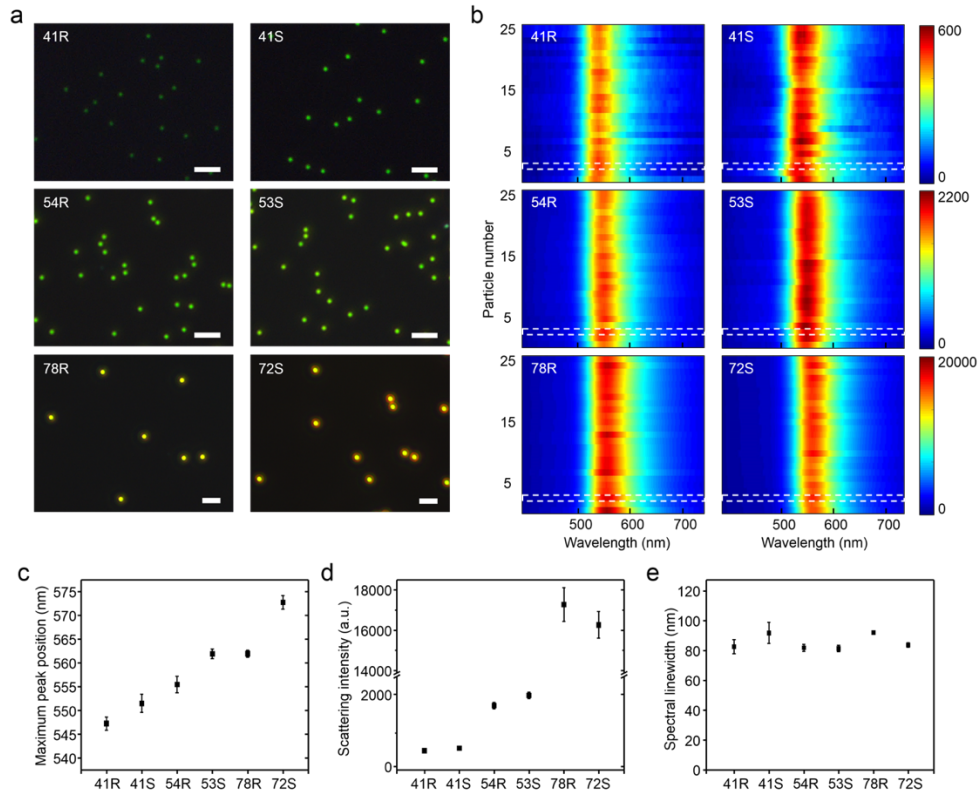 a
41R
41S
54R
53S
78R
72S
b
41R
41S
600
0
54R
53S
2200
0
78R
72S
20000
0
25
15
5
25
15
5
25
15
5
Particle number
500 600 700
500 600 700
Wavelength (nm)
Wavelength (nm)
c
Maximum peak position (nm)
575
570
565
560
555
550
545
540
41R 41S 54R 53S 78R 72S
d
Scattering intensity (a.u.)
18000
16000
14000
2000
0
41R 41S 54R 53S 78R 72S
e
Spectral linewidth (nm)
120
100
80
60
40
20
0
41R 41S 54R 53S 78R 72S